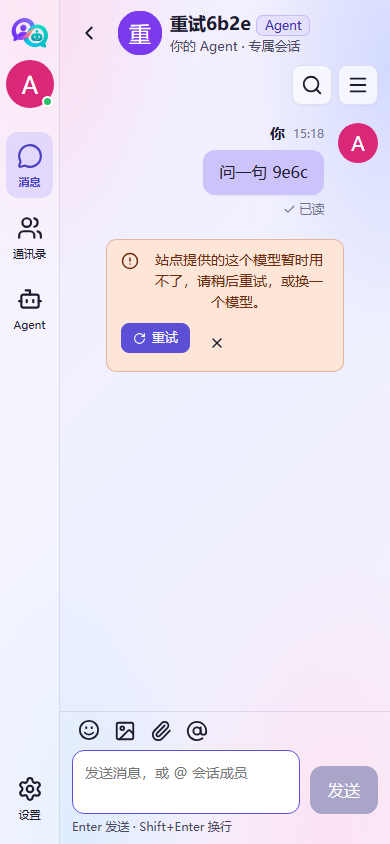 重 重试6b2e Agent
你的 Agent · 专属会话
A
消息
通讯录
Agent
你 15:18
A
问一句 9e6c
已读
站点提供的这个模型暂时用
不了，请稍后重试，或换一
个模型。
重试
发送消息，或 @ 会话成员
发送
Enter 发送 · Shift+Enter 换行
设置